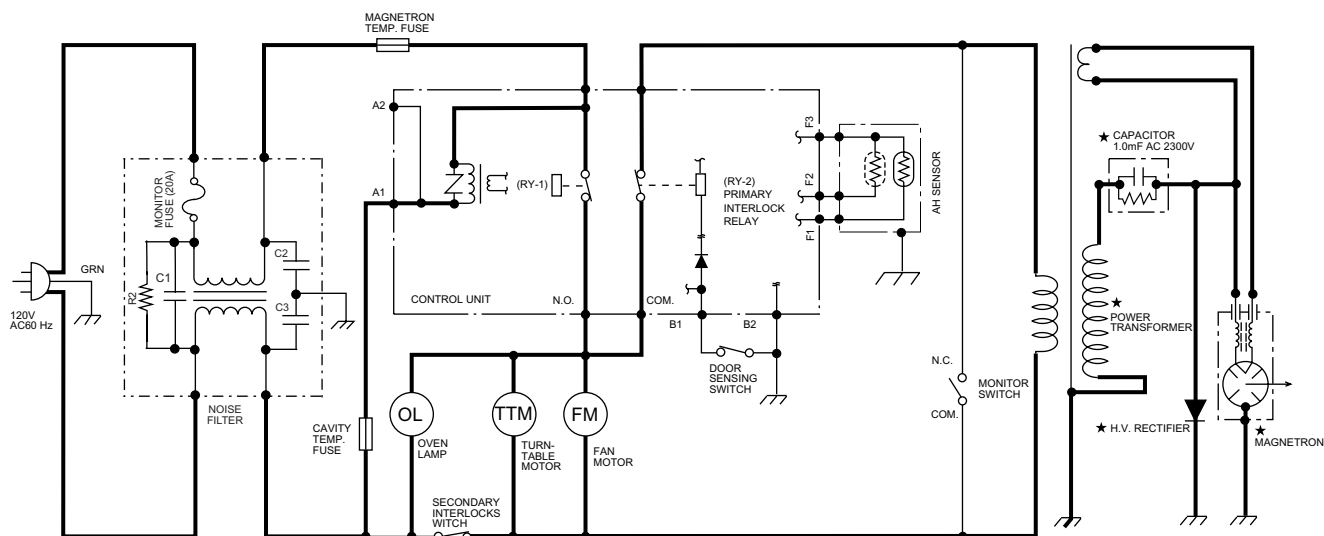 MAGNETRON
TEMP. FUSE
MONITOR
FUSE (20A)
GRN
120V
AC60 Hz
R2
C1
C2
C3
NOISE
FILTER
A2
A1
(RY-1)
(RY-2)
PRIMARY
INTERLOCK
RELAY
F3
F2
F1
AH SENSOR
CONTROL UNIT
N.O.
COM.
B1
B2
DOOR
SENSING
SWITCH
CAVITY
TEMP.
FUSE
OL
OVEN
LAMP
TTM
TURN-
TABLE
MOTOR
FM
FAN
MOTOR
SECONDARY
INTERLOCKS
WITCH
N.C.
COM.
MONITOR
SWITCH
★ CAPACITOR
1.0mF AC 2300V
★
POWER
TRANSFORMER
★ H.V. RECTIFIER
★
MAGNETRON